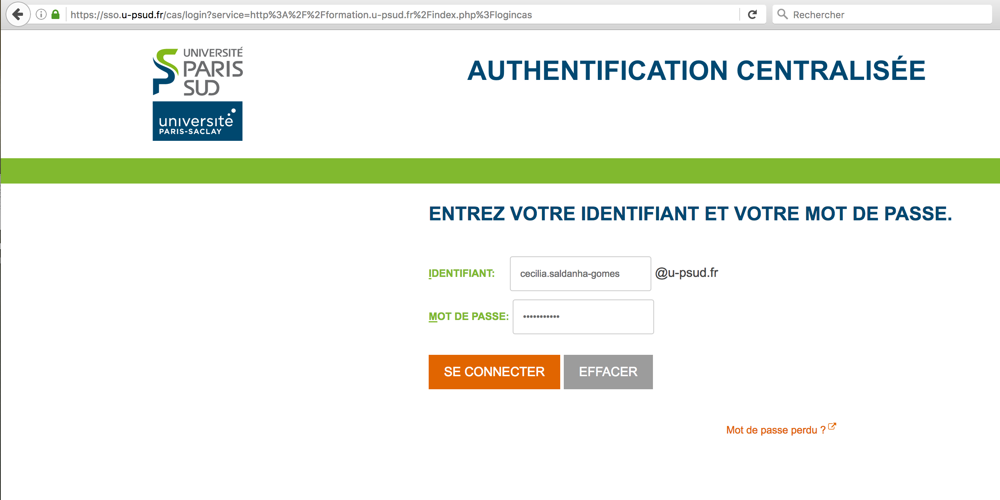 https://sso.u-psud.fr/cas/login?service=http%3A%2F%2Fformation.u-psud.fr%2Findex.php%3Flogincas
Rechercher
UNIVERSITÉ
PARIS
SUD
université
PARIS-SACLAY
AUTHENTIFICATION CENTRALISÉE
ENTREZ VOTRE IDENTIFIANT ET VOTRE MOT DE PASSE.
IDENTIFIANT: cecilia.saldanha-gomes @u-psud.fr
MOT DE PASSE: •••••••••••
SE CONNECTER EFFACER
Mot de passe perdu ?